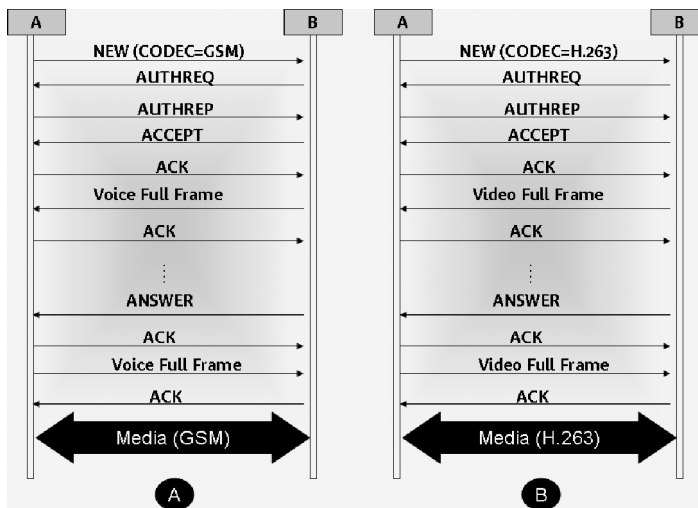 A
B
NEW (CODEC=GSM)
AUTHREQ
AUTHREP
ACCEPT
ACK
Voice Full Frame
ACK
ANSWER
ACK
Voice Full Frame
ACK
Media (GSM)
A
A
B
NEW (CODEC=H.263)
AUTHREQ
AUTHREP
ACCEPT
ACK
Video Full Frame
ACK
ANSWER
ACK
Video Full Frame
ACK
Media (H.263)
B